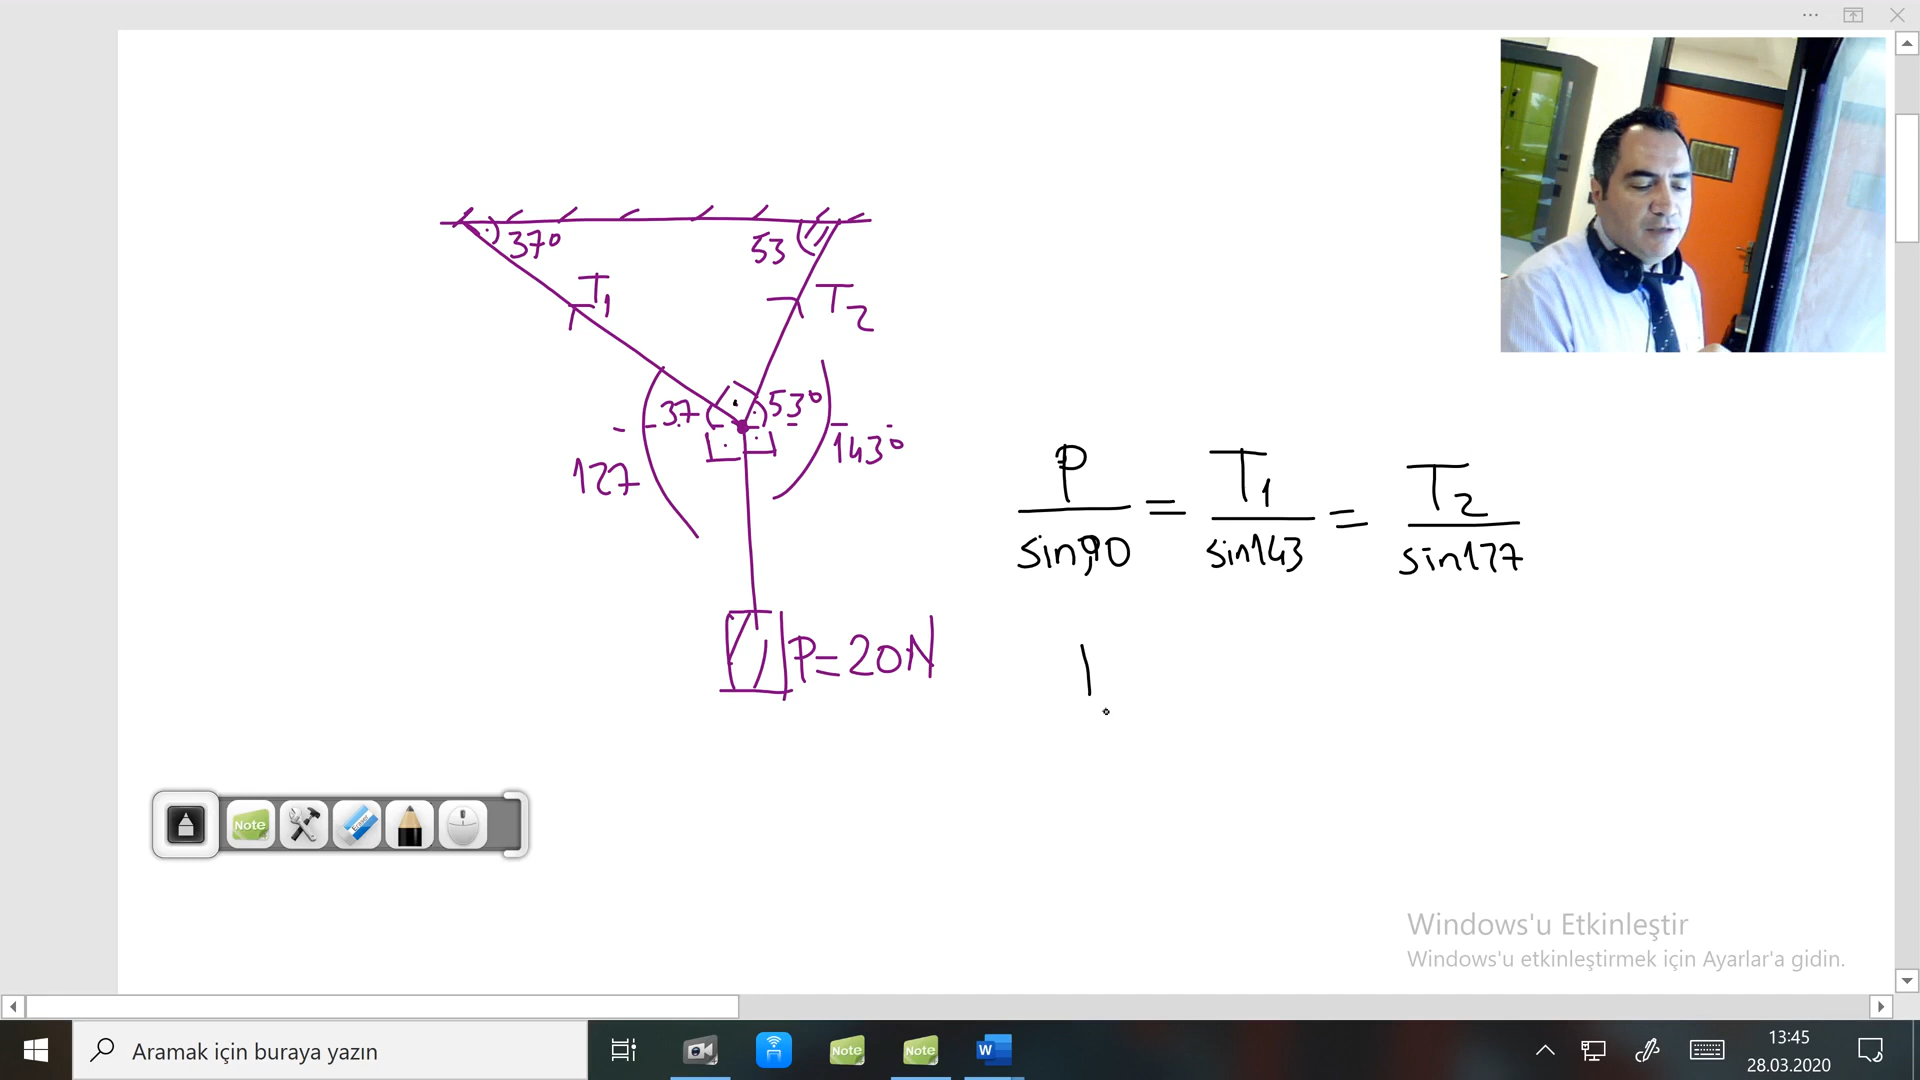 37°
53
T1
T2
37
53°
127
143°
P=20N
P/sin90 = T1/sin143 = T2/sin127
Note
Eraser
Windows'u Etkinleştir
Windows'u etkinleştirmek için Ayarlar'a gidin.
Aramak için buraya yazın
Note
Note
W
13:45
28.03.2020